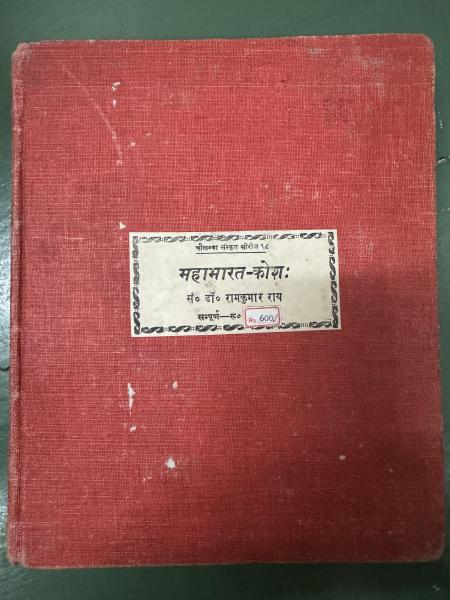 चौखम्बा संस्कृत सीरीज ९८
महाभारत-कोशः
सं० डॉ० रामकुमार राय
सम्पूर्ण—रु० Rs. 600/